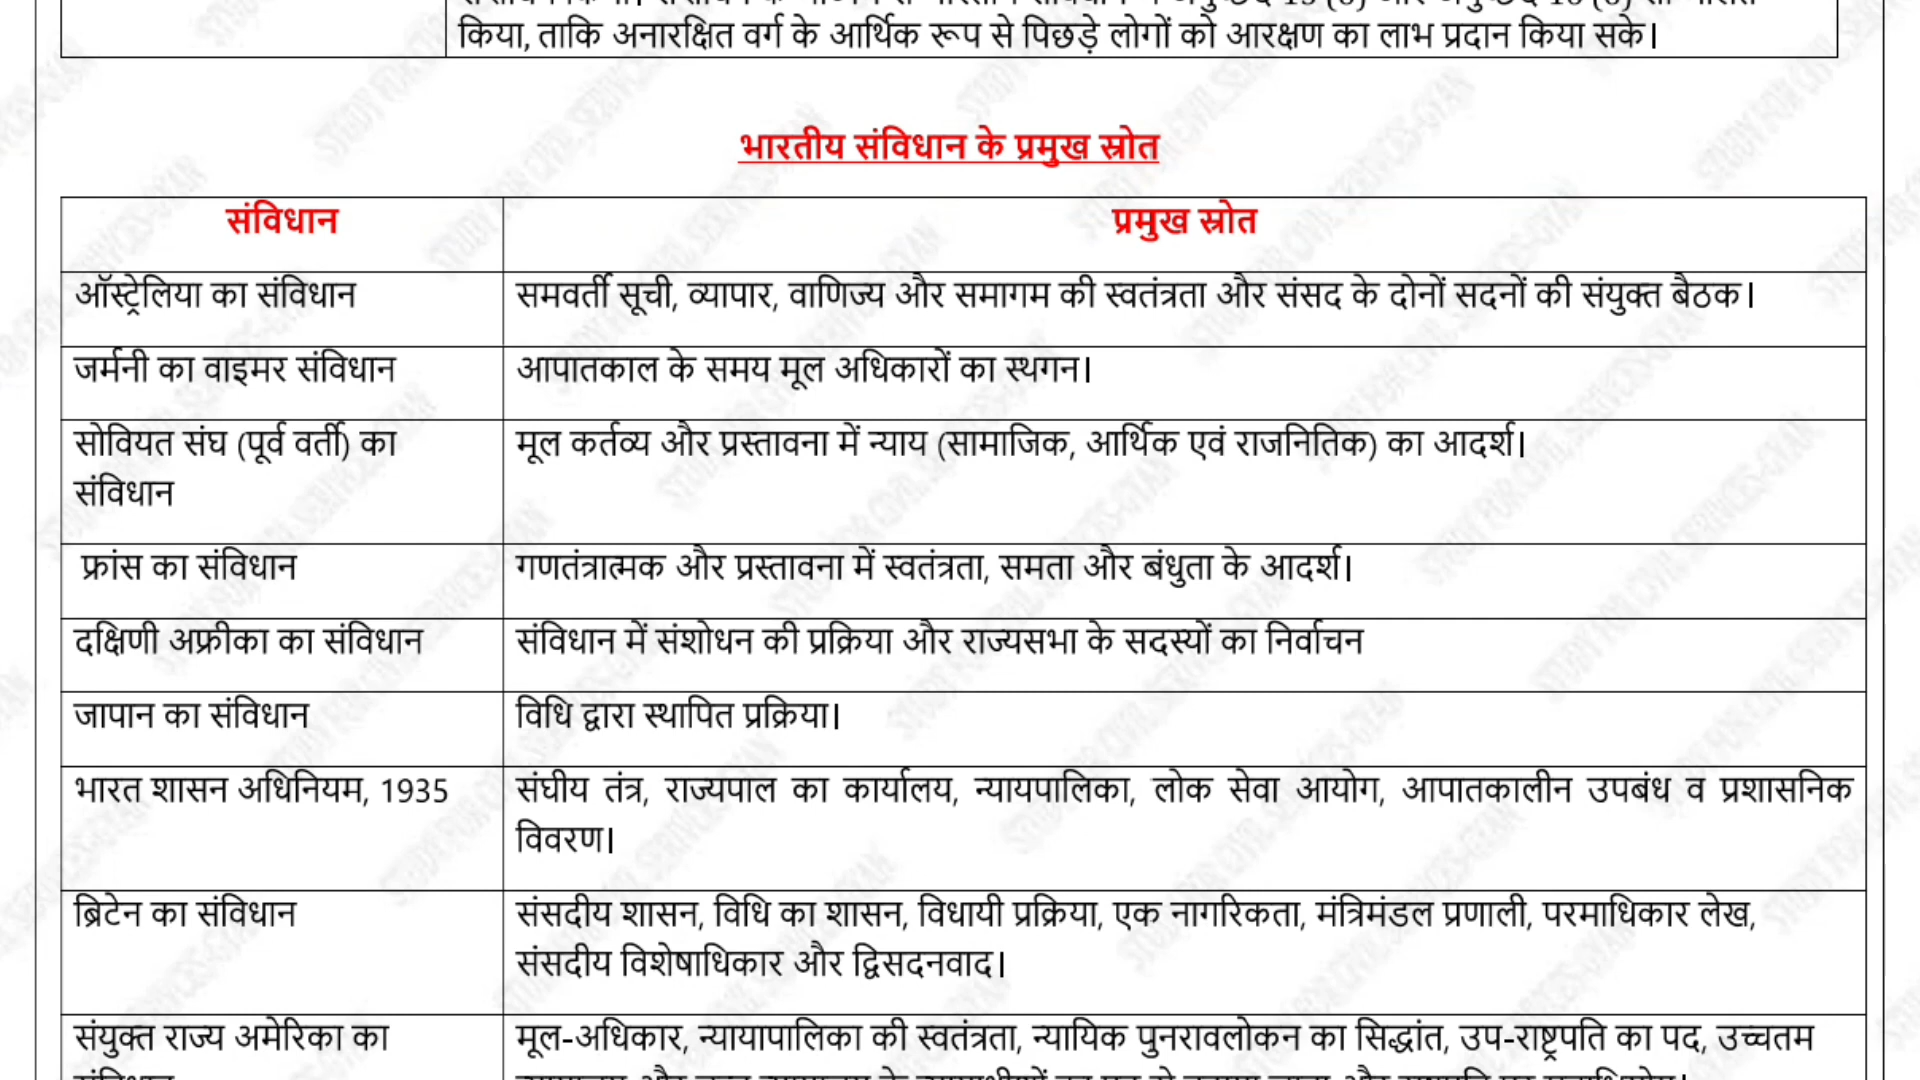 किया, ताकि अनारक्षित वर्ग के आर्थिक रूप से पिछड़े लोगों को आरक्षण का लाभ प्रदान किया सके।
भारतीय संविधान के प्रमुख स्रोत
संविधान प्रमुख स्रोत
ऑस्ट्रेलिया का संविधान समवर्ती सूची, व्यापार, वाणिज्य और समागम की स्वतंत्रता और संसद के दोनों सदनों की संयुक्त बैठक।
जर्मनी का वाइमर संविधान आपातकाल के समय मूल अधिकारों का स्थगन।
सोवियत संघ (पूर्व वर्ती) का मूल कर्तव्य और प्रस्तावना में न्याय (सामाजिक, आर्थिक एवं राजनितिक) का आदर्श।
संविधान
फ्रांस का संविधान गणतंत्रात्मक और प्रस्तावना में स्वतंत्रता, समता और बंधुता के आदर्श।
दक्षिणी अफ्रीका का संविधान संविधान में संशोधन की प्रक्रिया और राज्यसभा के सदस्यों का निर्वाचन
जापान का संविधान विधि द्वारा स्थापित प्रक्रिया।
भारत शासन अधिनियम, 1935 संघीय तंत्र, राज्यपाल का कार्यालय, न्यायपालिका, लोक सेवा आयोग, आपातकालीन उपबंध व प्रशासनिक
विवरण।
ब्रिटेन का संविधान संसदीय शासन, विधि का शासन, विधायी प्रक्रिया, एक नागरिकता, मंत्रिमंडल प्रणाली, परमाधिकार लेख,
संसदीय विशेषाधिकार और द्विसदनवाद।
संयुक्त राज्य अमेरिका का मूल-अधिकार, न्यायापालिका की स्वतंत्रता, न्यायिक पुनरावलोकन का सिद्धांत, उप-राष्ट्रपति का पद, उच्चतम